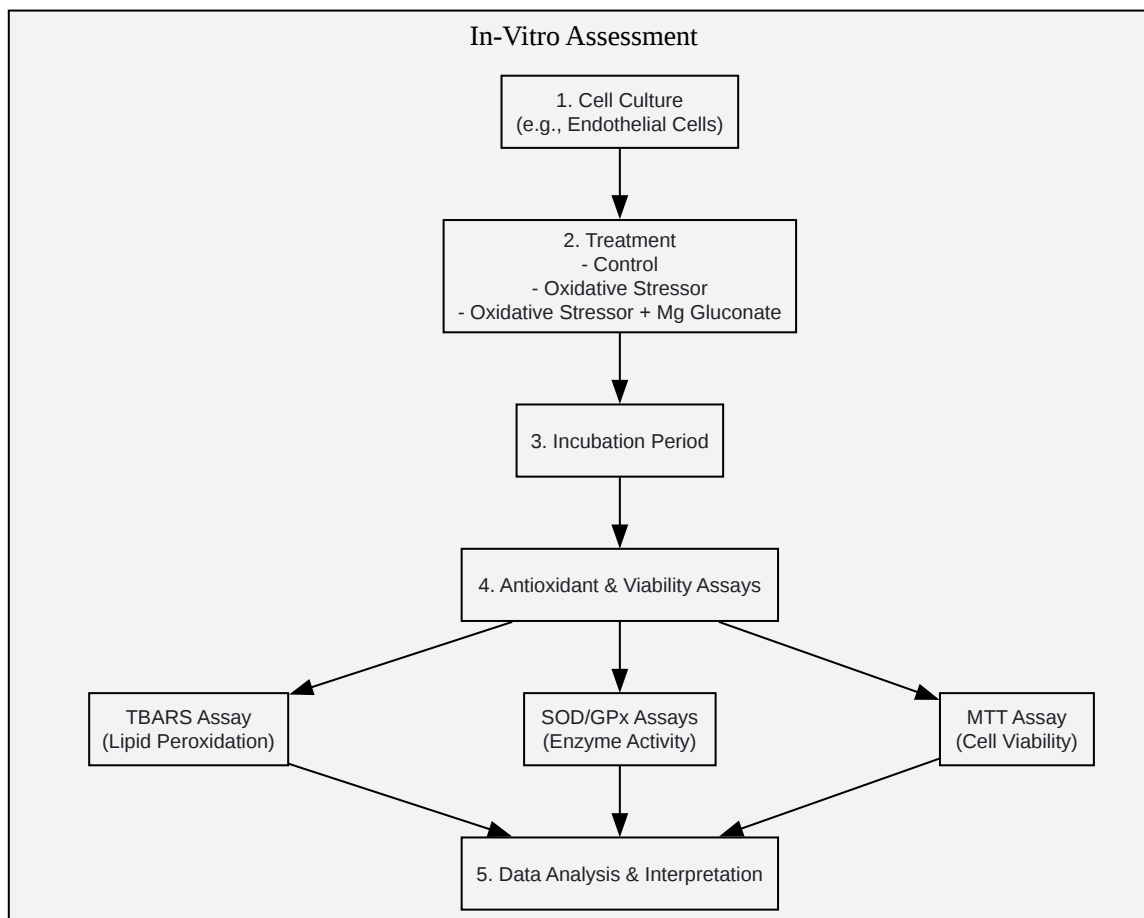 In-Vitro Assessment
1. Cell Culture
(e.g., Endothelial Cells)
2. Treatment
- Control
- Oxidative Stressor
- Oxidative Stressor + Mg Gluconate
3. Incubation Period
4. Antioxidant & Viability Assays
TBARS Assay
(Lipid Peroxidation)
SOD/GPx Assays
(Enzyme Activity)
MTT Assay
(Cell Viability)
5. Data Analysis & Interpretation